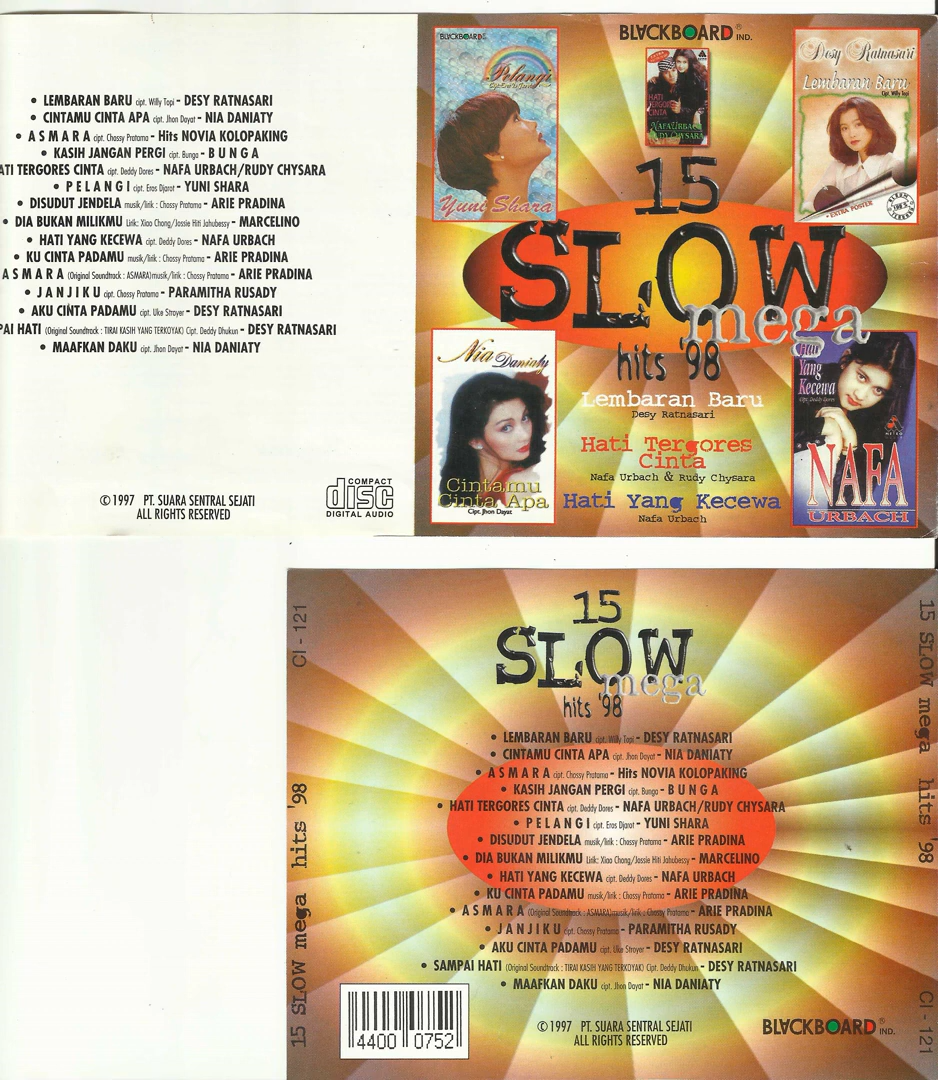 • LEMBARAN BARU cipt. Willy Topi - DESY RATNASARI
• CINTAMU CINTA APA cipt. Jhon Dayat - NIA DANIATY
• A S M A R A cipt. Chossy Pratama - Hits NOVIA KOLOPAKING
• KASIH JANGAN PERGI cipt. Bunga - B U N G A
ATI TERGORES CINTA cipt. Deddy Dores - NAFA URBACH/RUDY CHYSARA
• P E L A N G I cipt. Eros Djarot - YUNI SHARA
• DISUDUT JENDELA musik/lirik : Chossy Pratama - ARIE PRADINA
• DIA BUKAN MILIKMU Lirik: Xiao Chong/Jossie Hiti Jahubessy - MARCELINO
• HATI YANG KECEWA cipt. Deddy Dores - NAFA URBACH
• KU CINTA PADAMU musik/lirik : Chossy Pratama - ARIE PRADINA
A S M A R A (Original Soundtrack : ASMARA)musik/lirik : Chossy Pratama - ARIE PRADINA
• J A N J I K U cipt. Chossy Pratama - PARAMITHA RUSADY
• AKU CINTA PADAMU cipt. Uke Stroyer - DESY RATNASARI
PAI HATI (Original Soundtrack : TIRAI KASIH YANG TERKOYAK) Cipt. Deddy Dhukun - DESY RATNASARI
• MAAFKAN DAKU cipt. Jhon Dayat - NIA DANIATY
© 1997 PT. SUARA SENTRAL SEJATI
ALL RIGHTS RESERVED
COMPACT
disc
DIGITAL AUDIO
BLACKBOARD® IND.
BLACKBOARD
Pelangi
Yuni Shara
HATI
TERGORES
CINTA
NAFA URBACH
RUDY CHYSARA
Desy Ratnasari
Lembaran Baru
Cipt. Willy Topi
+ EXTRA POSTER
15
SLOW
mega
hits '98
Nia Daniaty
Cintamu
Cinta Apa
Cipt. Jhon Dayat
Lembaran Baru
Desy Ratnasari
Hati Tergores
Cinta
Nafa Urbach & Rudy Chysara
Hati Yang Kecewa
Nafa Urbach
Hati
Yang
Kecewa
Cipt. Deddy Dores
NAFA
URBACH
CI - 121
15 SLOW mega hits '98
15
SLOW
mega
hits '98
• LEMBARAN BARU cipt. Willy Topi - DESY RATNASARI
• CINTAMU CINTA APA cipt. Jhon Dayat - NIA DANIATY
• A S M A R A cipt. Chossy Pratama - Hits NOVIA KOLOPAKING
• KASIH JANGAN PERGI cipt. Bunga - B U N G A
• HATI TERGORES CINTA cipt. Deddy Dores - NAFA URBACH/RUDY CHYSARA
• P E L A N G I cipt. Eros Djarot - YUNI SHARA
• DISUDUT JENDELA musik/lirik : Chossy Pratama - ARIE PRADINA
• DIA BUKAN MILIKMU Lirik: Xiao Chong/Jossie Hiti Jahubessy - MARCELINO
• HATI YANG KECEWA cipt. Deddy Dores - NAFA URBACH
• KU CINTA PADAMU musik/lirik : Chossy Pratama - ARIE PRADINA
• A S M A R A (Original Soundtrack : ASMARA)musik/lirik : Chossy Pratama - ARIE PRADINA
• J A N J I K U cipt. Chossy Pratama - PARAMITHA RUSADY
• AKU CINTA PADAMU cipt. Uke Stroyer - DESY RATNASARI
• SAMPAI HATI (Original Soundtrack : TIRAI KASIH YANG TERKOYAK) Cipt. Deddy Dhukun - DESY RATNASARI
• MAAFKAN DAKU cipt. Jhon Dayat - NIA DANIATY
4400 0752
© 1997 PT. SUARA SENTRAL SEJATI
ALL RIGHTS RESERVED
BLACKBOARD® IND.
15 SLOW mega hits '98
CI - 121